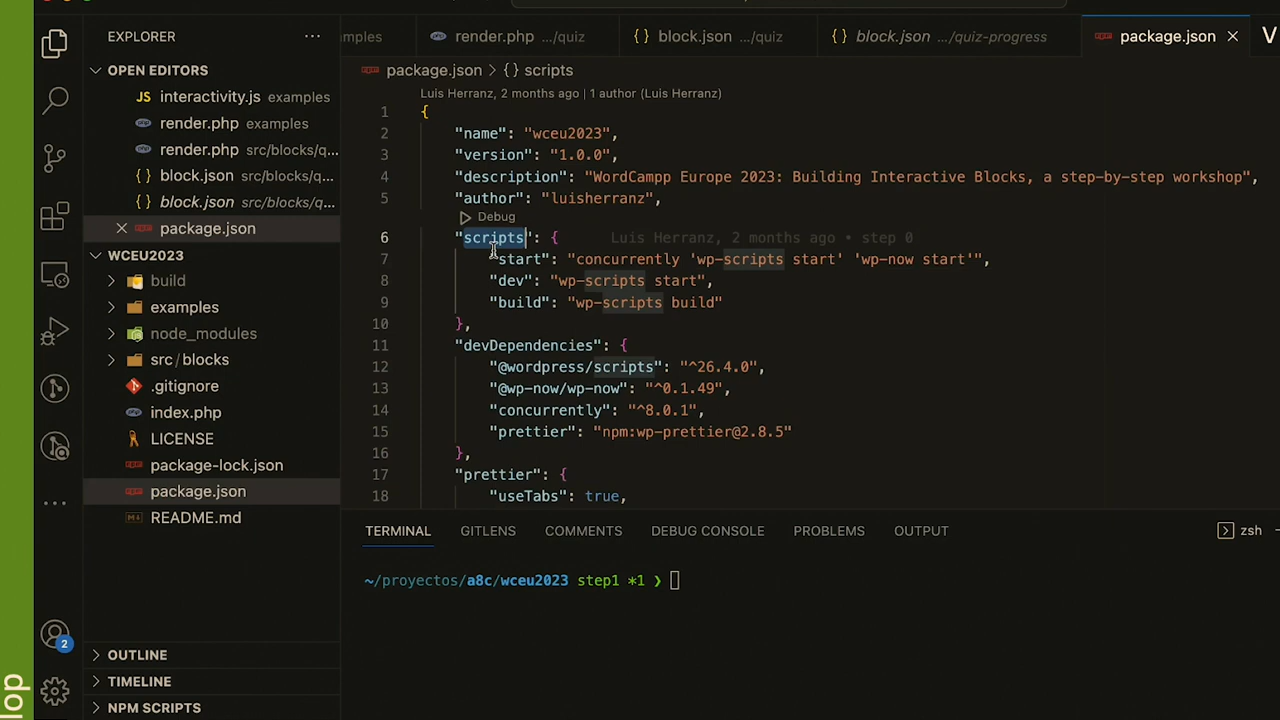 EXPLORER
OPEN EDITORS
JS interactivity.js examples
render.php examples
render.php src/blocks/q...
{} block.json src/blocks/q...
{} block.json src/blocks/q...
package.json
WCEU2023
build
examples
node_modules
src/blocks
.gitignore
index.php
LICENSE
package-lock.json
package.json
README.md
OUTLINE
TIMELINE
NPM SCRIPTS
2
lop
amples
render.php .../quiz
{} block.json .../quiz
{} block.json .../quiz-progress
package.json
package.json > {} scripts
Luis Herranz, 2 months ago | 1 author (Luis Herranz)
1 {
2 "name": "wceu2023",
3 "version": "1.0.0",
4 "description": "WordCampp Europe 2023: Building Interactive Blocks, a step-by-step workshop",
5 "author": "luisherranz",
Debug
6 "scripts": { Luis Herranz, 2 months ago • step 0
7 "start": "concurrently 'wp-scripts start' 'wp-now start'",
8 "dev": "wp-scripts start",
9 "build": "wp-scripts build"
10 },
11 "devDependencies": {
12 "@wordpress/scripts": "^26.4.0",
13 "@wp-now/wp-now": "^0.1.49",
14 "concurrently": "^8.0.1",
15 "prettier": "npm:wp-prettier@2.8.5"
16 },
17 "prettier": {
18 "useTabs": true,
TERMINAL GITLENS COMMENTS DEBUG CONSOLE PROBLEMS OUTPUT
zsh
~/proyectos/a8c/wceu2023 step1 *1 ❯